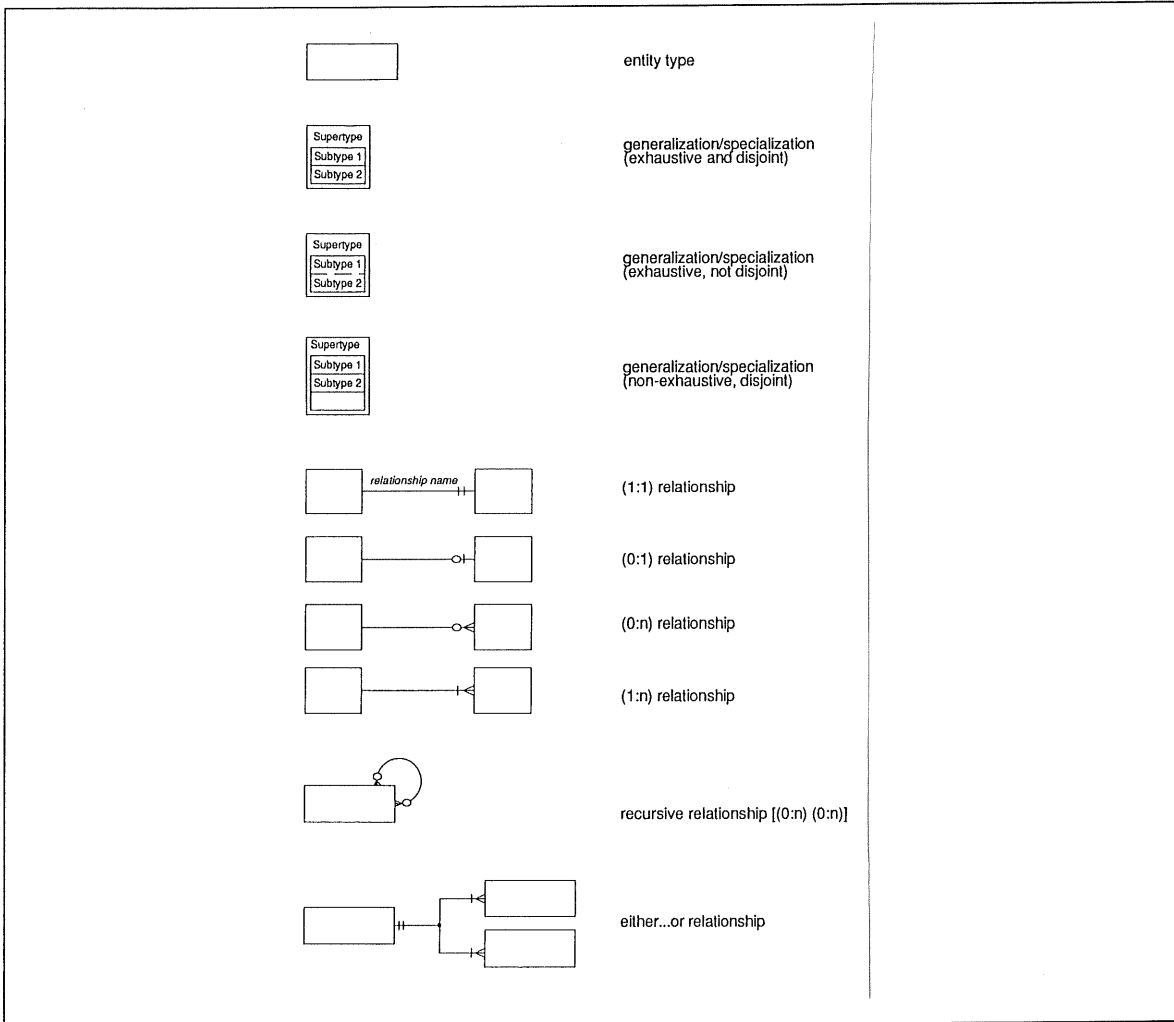 entity type
Supertype
Subtype 1
Subtype 2
generalization/specialization
(exhaustive and disjoint)
Supertype
Subtype 1
Subtype 2
generalization/specialization
(exhaustive, not disjoint)
Supertype
Subtype 1
Subtype 2
generalization/specialization
(non-exhaustive, disjoint)
relationship name
(1:1) relationship
(0:1) relationship
(0:n) relationship
(1:n) relationship
recursive relationship [(0:n) (0:n)]
either...or relationship